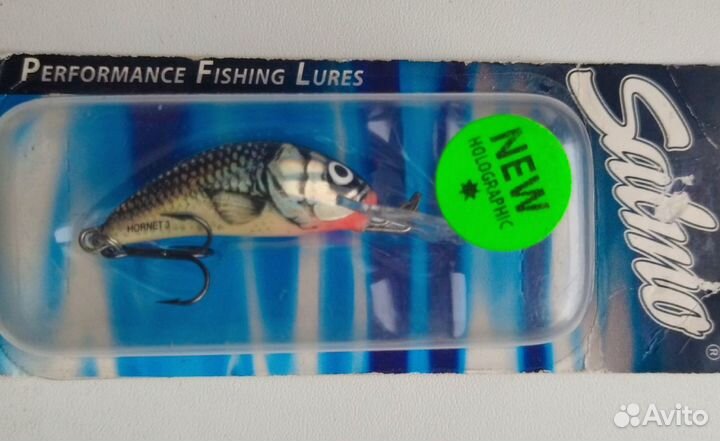 PERFORMANCE FISHING LURES
Salmo
®
NEW
HOLOGRAPHIC
HORNET 3
Avito